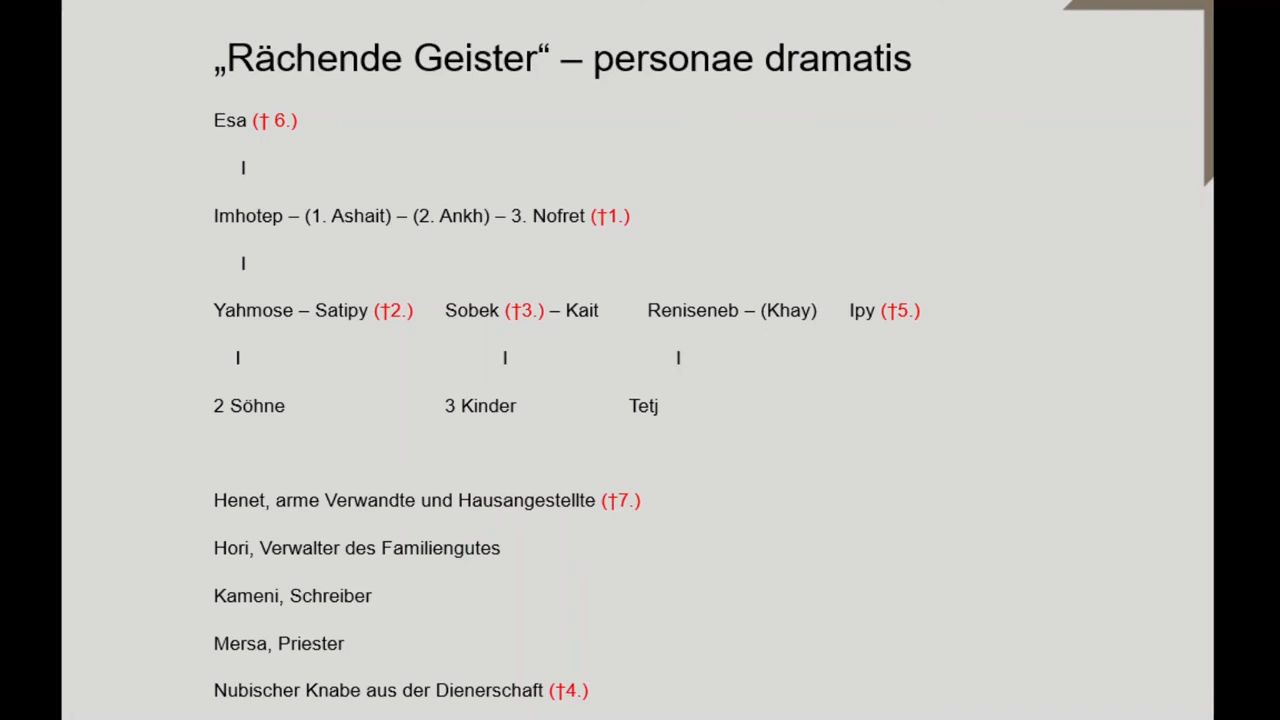 „Rächende Geister“ – personae dramatis
Esa († 6.)
I
Imhotep – (1. Ashait) – (2. Ankh) – 3. Nofret (†1.)
I
Yahmose – Satipy (†2.) Sobek (†3.) – Kait Reniseneb – (Khay) Ipy (†5.)
I I I
2 Söhne 3 Kinder Tetj
Henet, arme Verwandte und Hausangestellte (†7.)
Hori, Verwalter des Familiengutes
Kameni, Schreiber
Mersa, Priester
Nubischer Knabe aus der Dienerschaft (†4.)